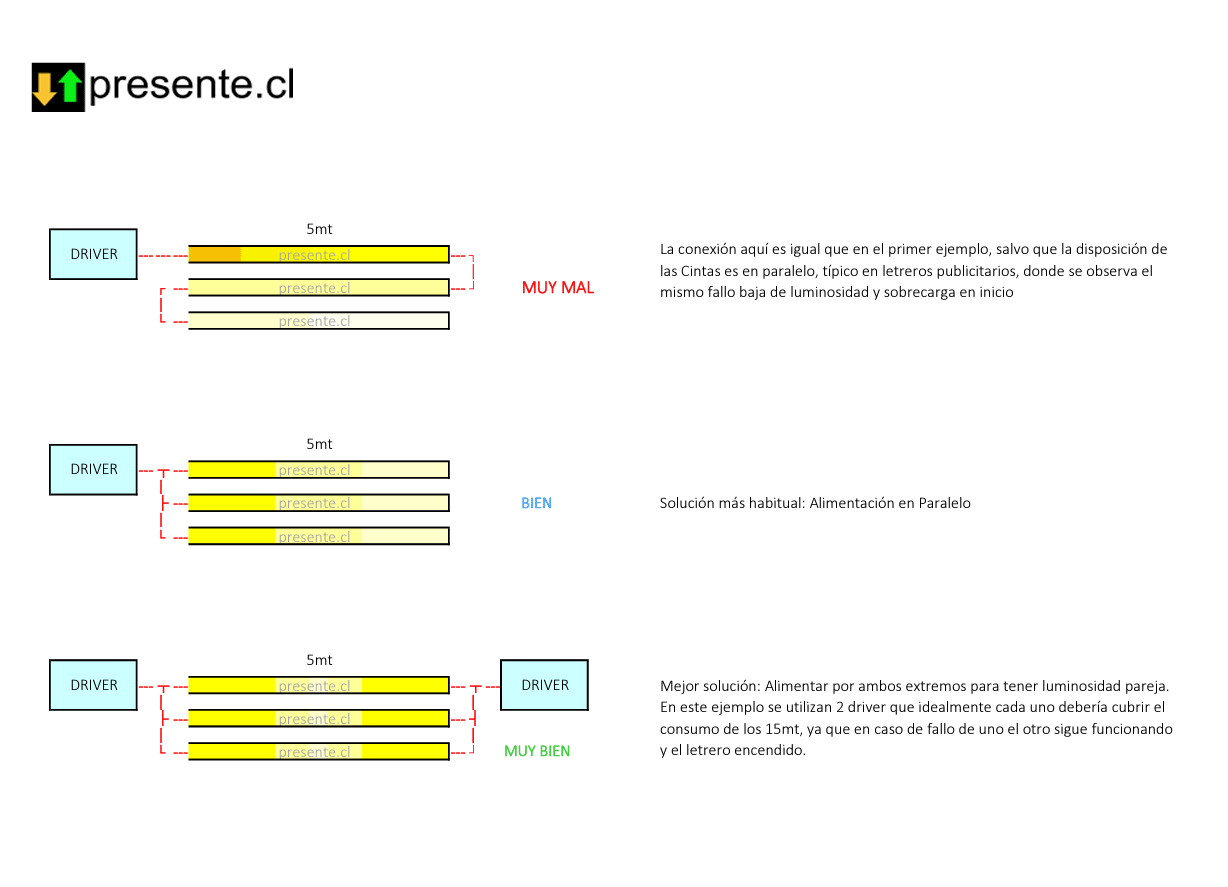 presente.cl
5mt
DRIVER
presente.cl
presente.cl
presente.cl
MUY MAL
La conexión aquí es igual que en el primer ejemplo, salvo que la disposición de
las Cintas es en paralelo, típico en letreros publicitarios, donde se observa el
mismo fallo baja de luminosidad y sobrecarga en inicio
5mt
DRIVER
presente.cl
presente.cl
presente.cl
BIEN
Solución más habitual: Alimentación en Paralelo
5mt
DRIVER
presente.cl
presente.cl
presente.cl
DRIVER
MUY BIEN
Mejor solución: Alimentar por ambos extremos para tener luminosidad pareja.
En este ejemplo se utilizan 2 driver que idealmente cada uno debería cubrir el
consumo de los 15mt, ya que en caso de fallo de uno el otro sigue funcionando
y el letrero encendido.